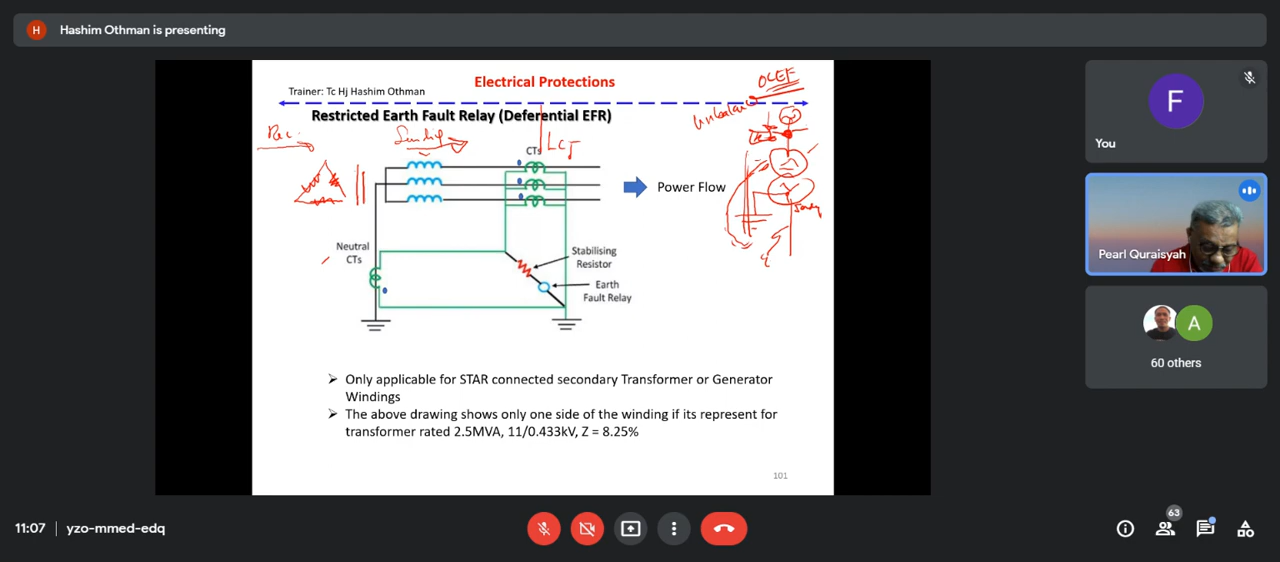 H
Hashim Othman is presenting
Electrical Protections
Trainer: Tc Hj Hashim Othman
OCEF
Restricted Earth Fault Relay (Deferential EFR)
LCT
CTs
Power Flow
Neutral
CTs
Stabilising
Resistor
Earth
Fault Relay
➢ Only applicable for STAR connected secondary Transformer or Generator
Windings
➢ The above drawing shows only one side of the winding if its represent for
transformer rated 2.5MVA, 11/0.433kV, Z = 8.25%
101
F
You
Pearl Quraisyah
A
60 others
11:07 | yzo-mmed-edq
63